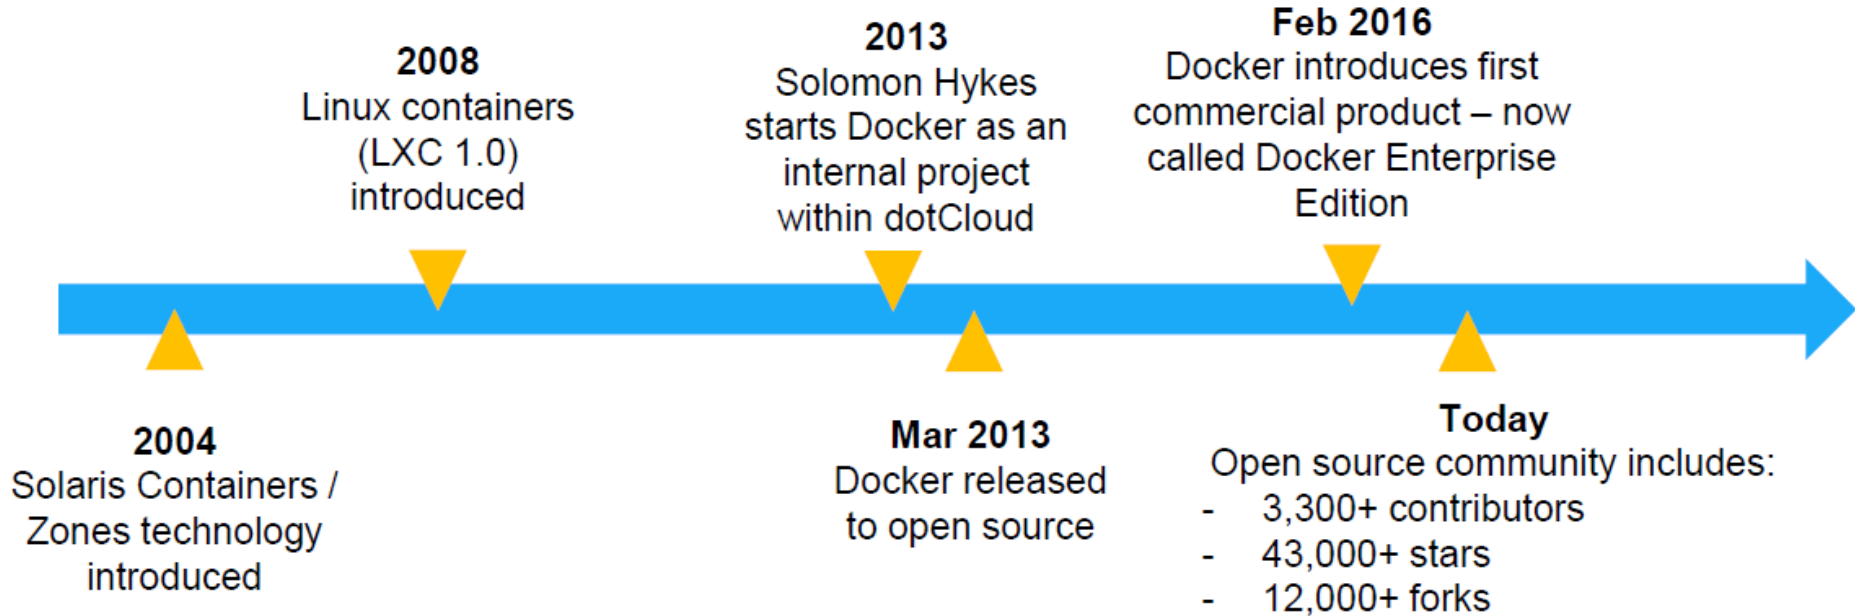 2004
Solaris Containers /
Zones technology
introduced
2008
Linux containers
(LXC 1.0)
introduced
2013
Solomon Hykes
starts Docker as an
internal project
within dotCloud
Mar 2013
Docker released
to open source
Feb 2016
Docker introduces first
commercial product – now
called Docker Enterprise
Edition
Today
Open source community includes:
- 3,300+ contributors
- 43,000+ stars
- 12,000+ forks